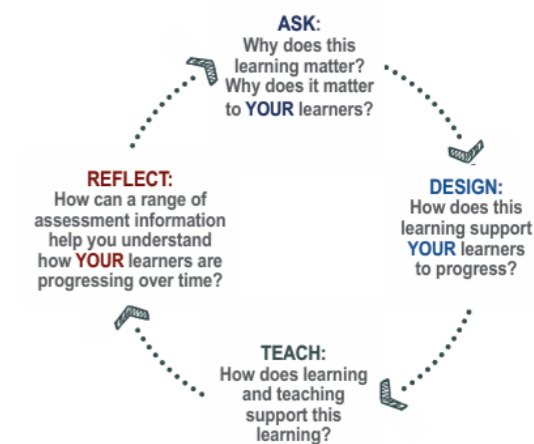 ASK:
Why does this
learning matter?
Why does it matter
to YOUR learners?
DESIGN:
How does this
learning support
YOUR learners
to progress?
TEACH:
How does learning
and teaching
support this
learning?
REFLECT:
How can a range of
assessment information
help you understand
how YOUR learners are
progressing over time?